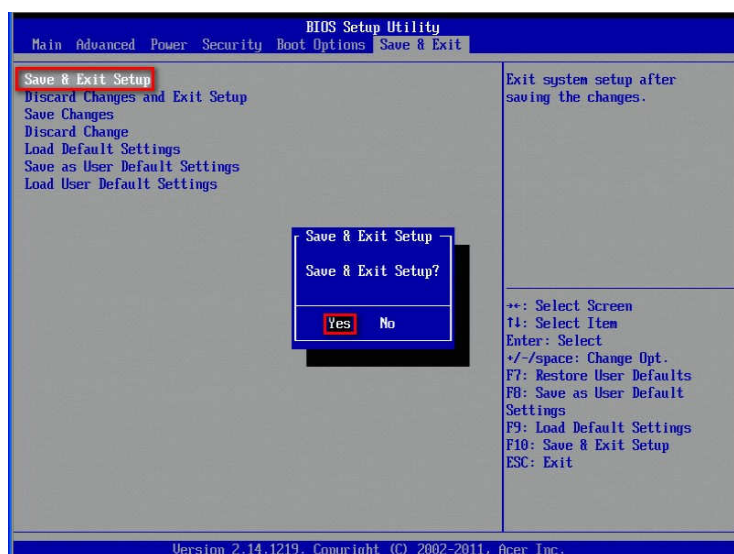 BIOS Setup Utility
Main Advanced Power Security Boot Options Save & Exit
Save & Exit Setup
Discard Changes and Exit Setup
Save Changes
Discard Change
Load Default Settings
Save as User Default Settings
Load User Default Settings
Exit system setup after
saving the changes.
Save & Exit Setup
Save & Exit Setup?
Yes No
→←: Select Screen
↑↓: Select Item
Enter: Select
+/-/space: Change Opt.
F7: Restore User Defaults
F8: Save as User Default
Settings
F9: Load Default Settings
F10: Save & Exit Setup
ESC: Exit
Version 2.14.1219. Copyright (C) 2002-2011, Acer Inc.